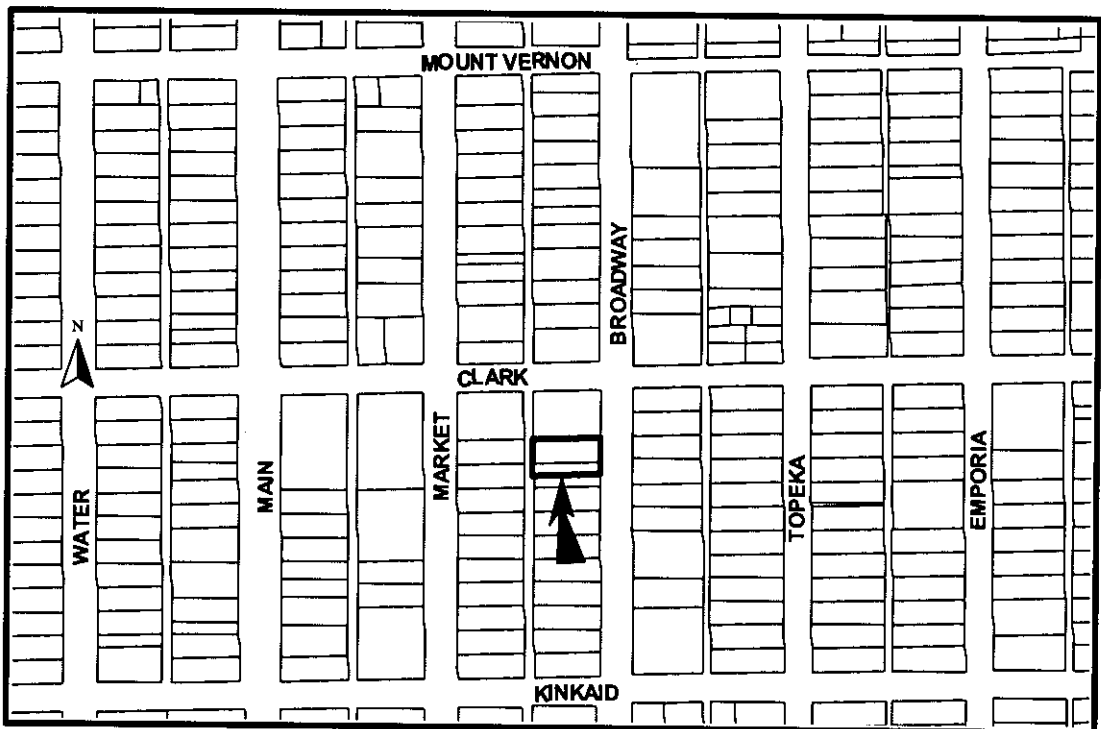 MOUNT VERNON
BROADWAY
N
CLARK
MARKET
MAIN
WATER
TOPEKA
EMPORIA
KINKAID